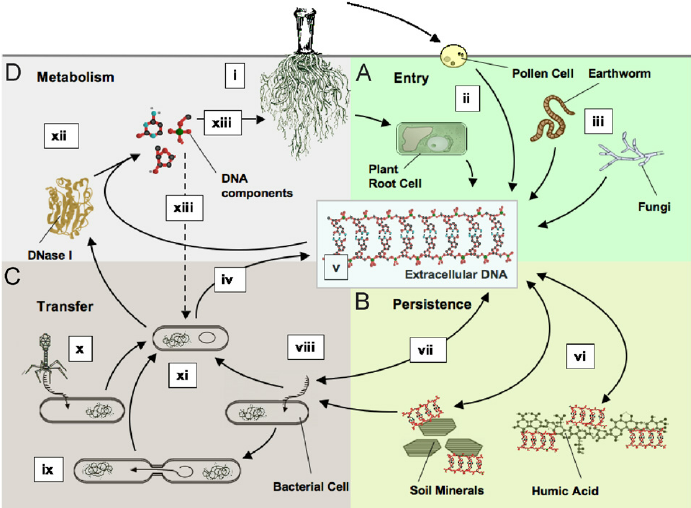 D
Metabolism
i
A
Entry
Pollen Cell
Earthworm
ii
iii
xii
xiii
DNA
components
Plant
Root Cell
Fungi
xiii
DNase I
v
Extracellular DNA
C
Transfer
iv
B
Persistence
x
xi
viii
vii
vi
ix
Bacterial Cell
Soil Minerals
Humic Acid